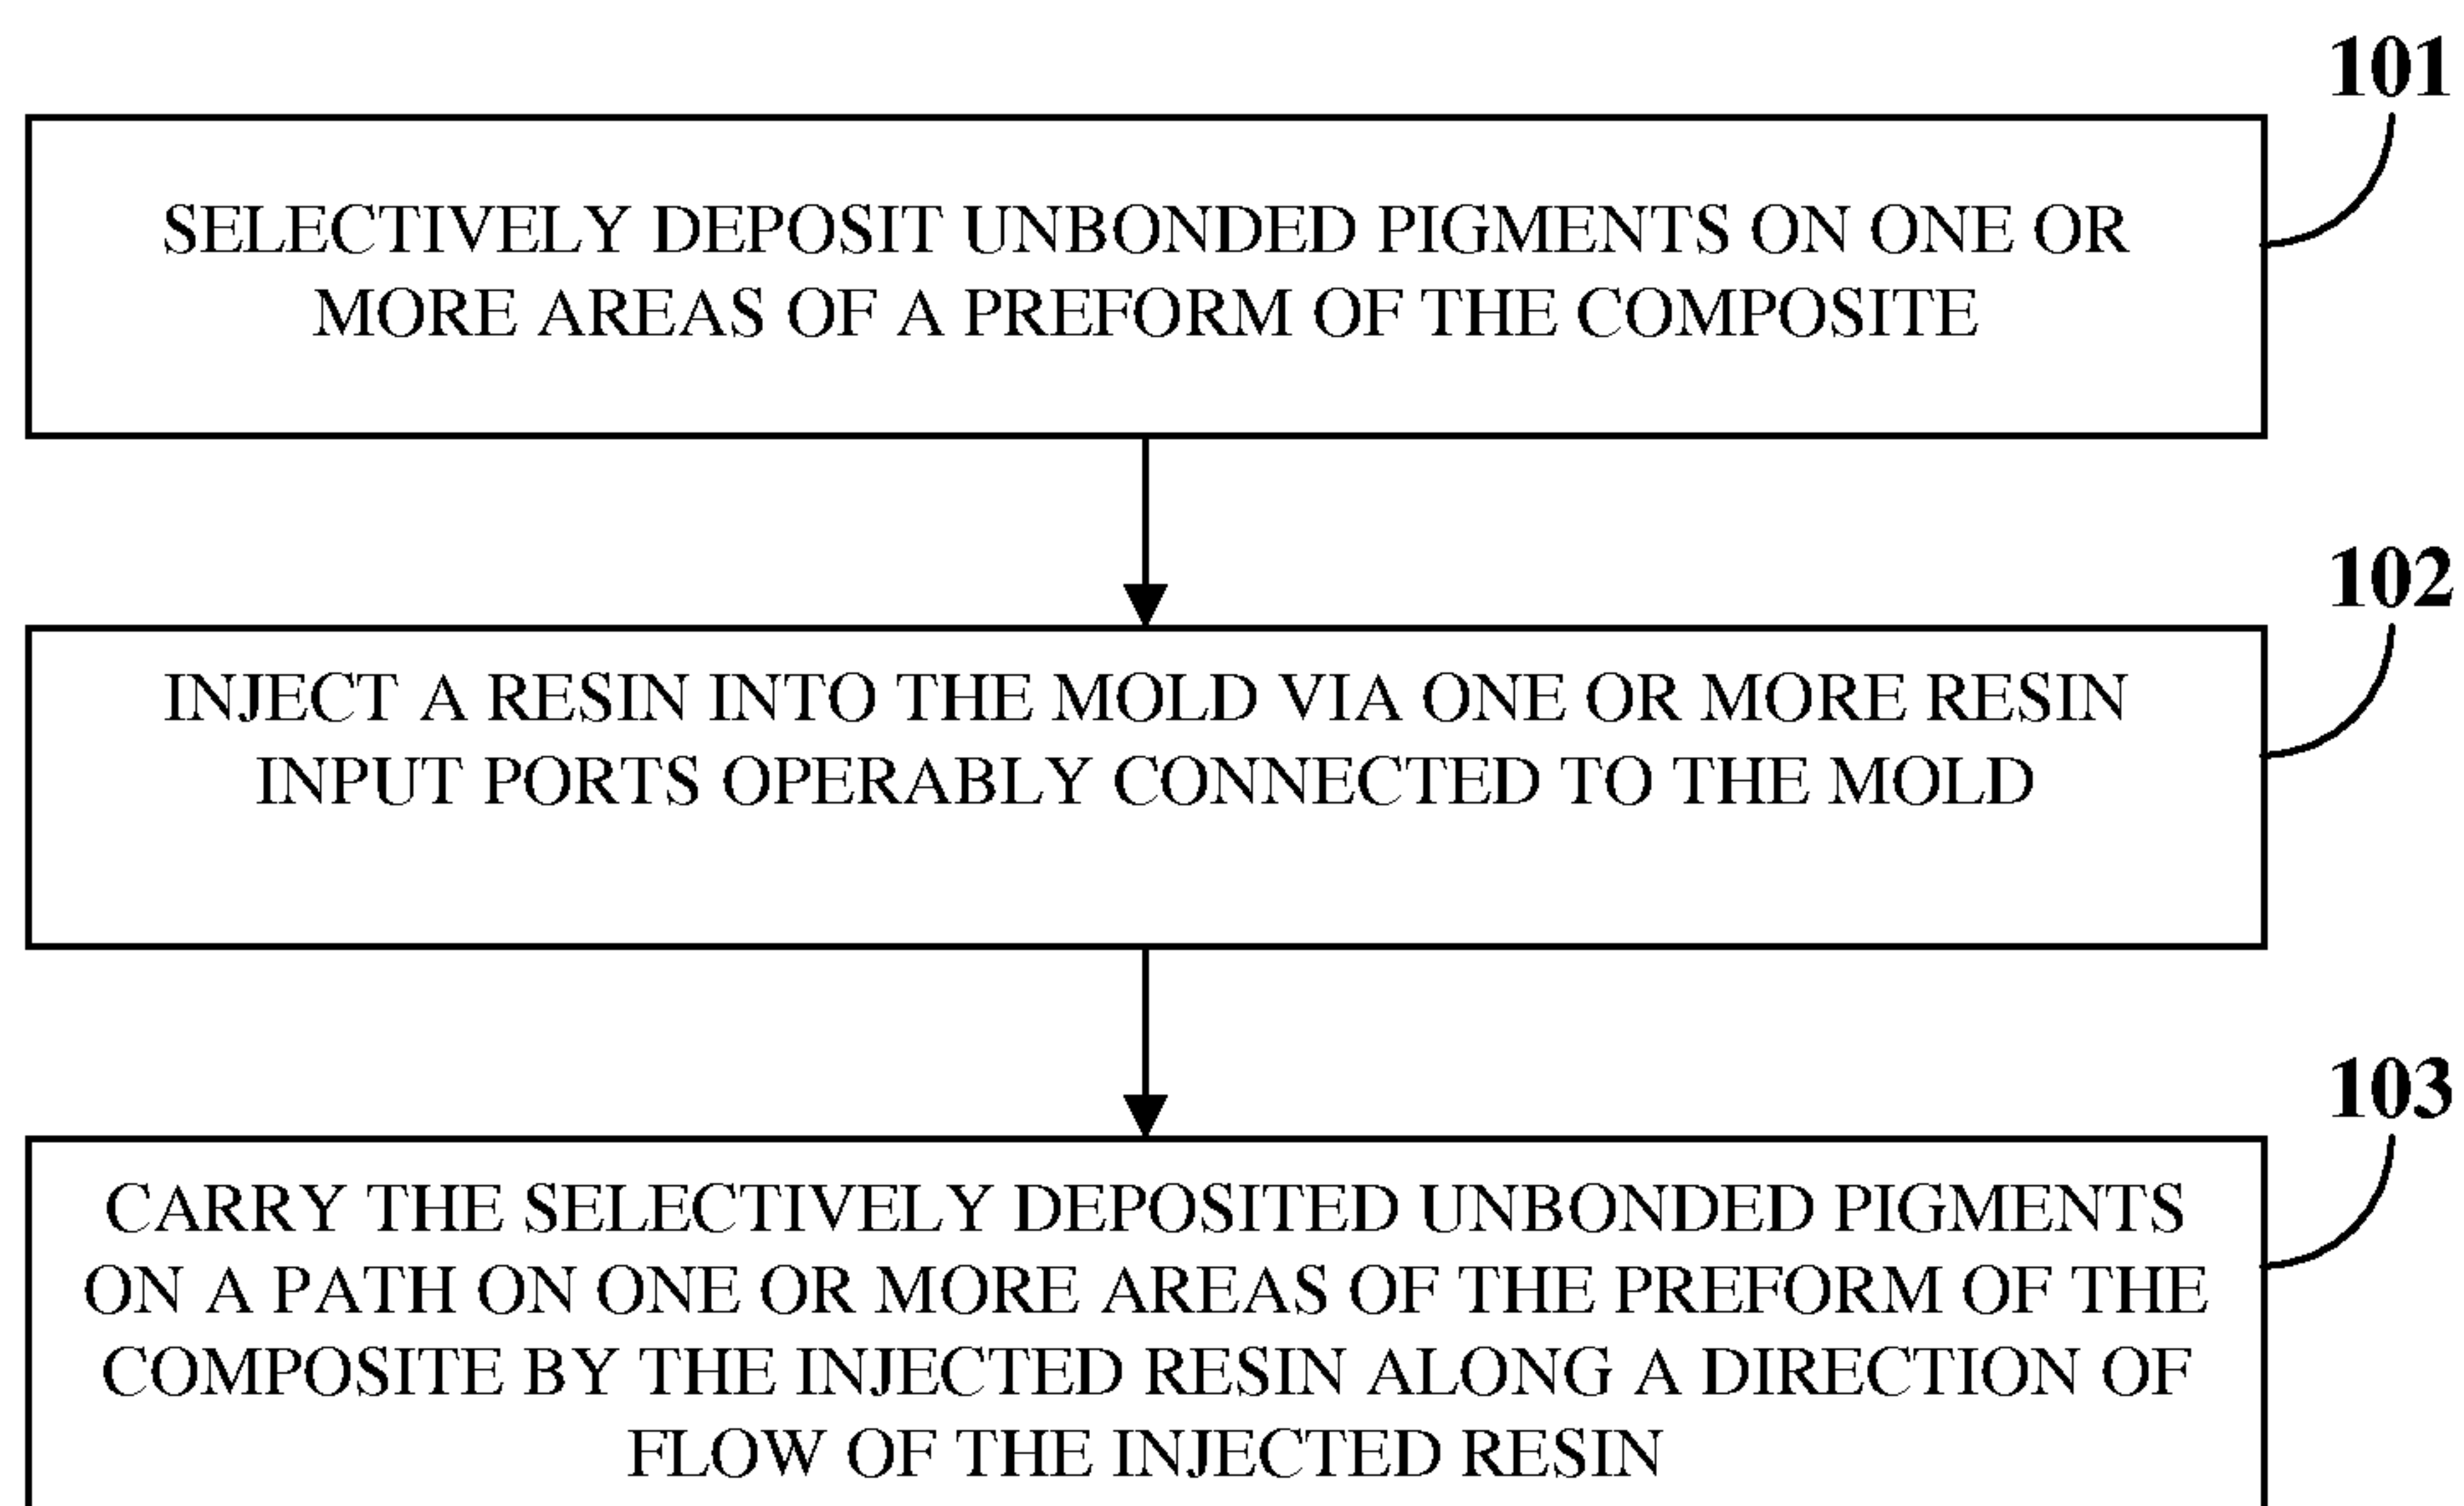 101
SELECTIVELY DEPOSIT UNBONDED PIGMENTS ON ONE OR
MORE AREAS OF A PREFORM OF THE COMPOSITE
102
INJECT A RESIN INTO THE MOLD VIA ONE OR MORE RESIN
INPUT PORTS OPERABLY CONNECTED TO THE MOLD
103
CARRY THE SELECTIVELY DEPOSITED UNBONDED PIGMENTS
ON A PATH ON ONE OR MORE AREAS OF THE PREFORM OF THE
COMPOSITE BY THE INJECTED RESIN ALONG A DIRECTION OF
FLOW OF THE INJECTED RESIN